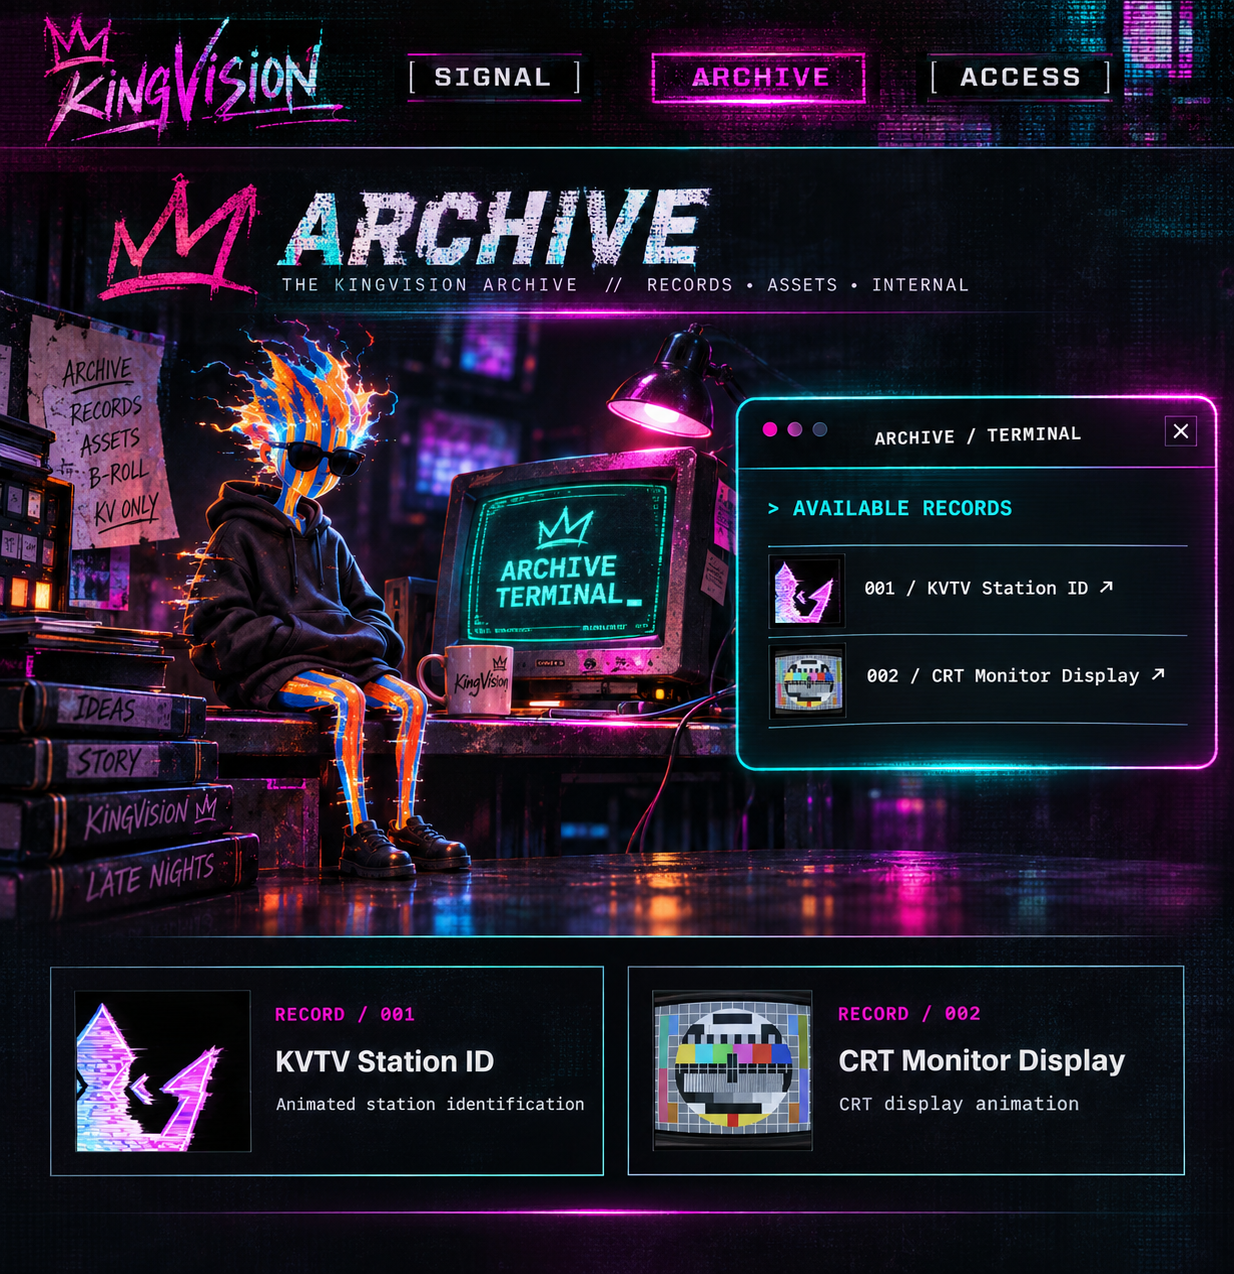 KINGVISION
[ SIGNAL ]
ARCHIVE
[ ACCESS ]
ARCHIVE
THE KINGVISION ARCHIVE // RECORDS • ASSETS • INTERNAL
ARCHIVE
RECORDS
ASSETS
B-ROLL
KV ONLY
ARCHIVE
TERMINAL_
KingVision
IDEAS
STORY
KINGVISION
LATE NIGHTS
ARCHIVE / TERMINAL
> AVAILABLE RECORDS
001 / KVTV Station ID ↗
002 / CRT Monitor Display ↗
RECORD / 001
KVTV Station ID
Animated station identification
RECORD / 002
CRT Monitor Display
CRT display animation